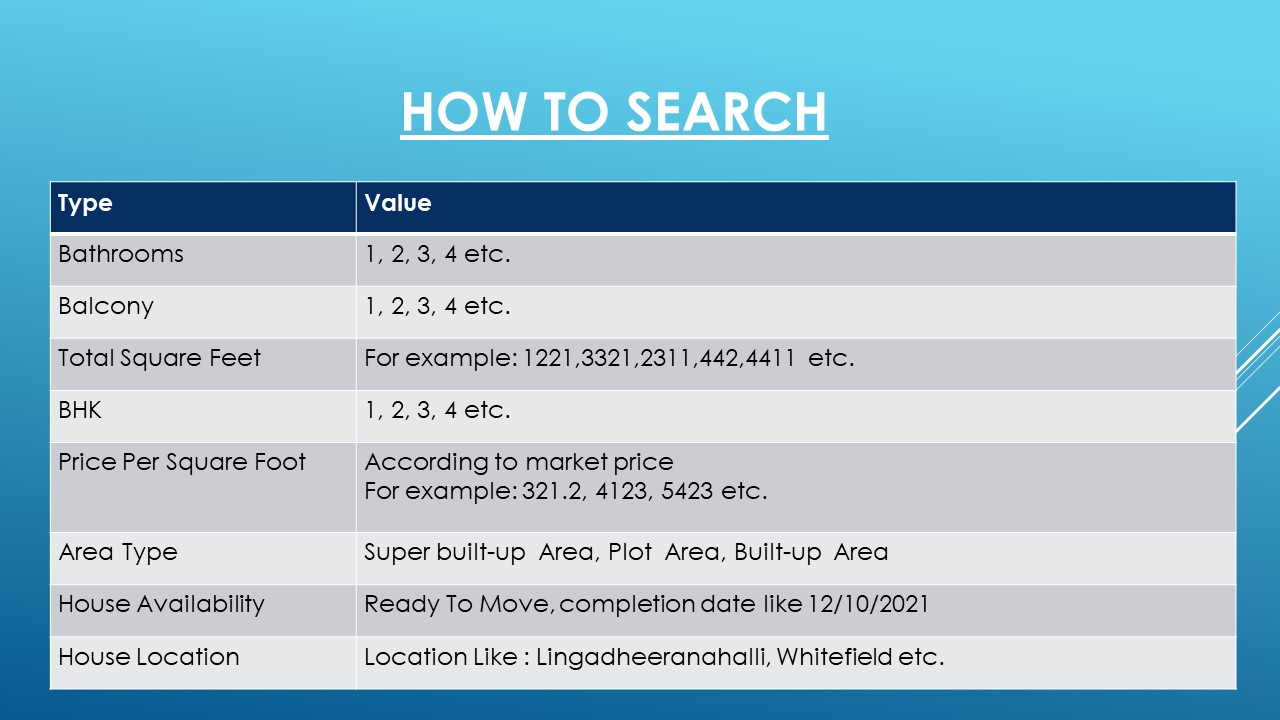 HOW TO SEARCH
Type Value
Bathrooms 1, 2, 3, 4 etc.
Balcony 1, 2, 3, 4 etc.
Total Square Feet For example: 1221,3321,2311,442,4411 etc.
BHK 1, 2, 3, 4 etc.
Price Per Square Foot According to market price
For example: 321.2, 4123, 5423 etc.
Area Type Super built-up Area, Plot Area, Built-up Area
House Availability Ready To Move, completion date like 12/10/2021
House Location Location Like : Lingadheeranahalli, Whitefield etc.